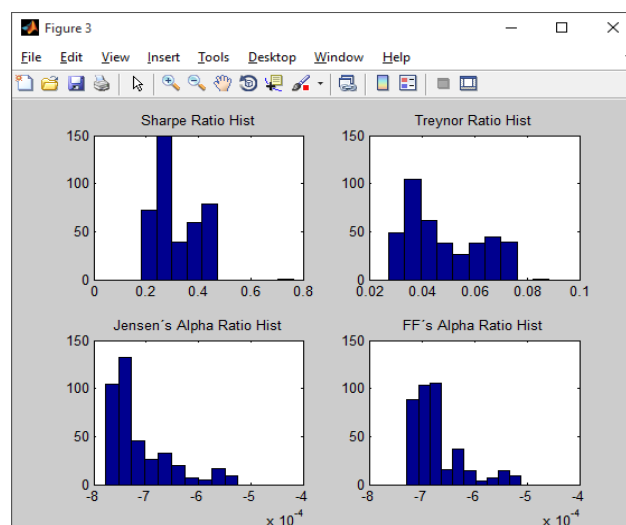 Figure 3
File Edit View Insert Tools Desktop Window Help
Sharpe Ratio Hist
150
100
50
0
0 0.2 0.4 0.6 0.8
Treynor Ratio Hist
150
100
50
0
0.02 0.04 0.06 0.08 0.1
Jensen´s Alpha Ratio Hist
150
100
50
0
-8 -7 -6 -5 -4
x 10-4
FF´s Alpha Ratio Hist
150
100
50
0
-8 -7 -6 -5 -4
x 10-4